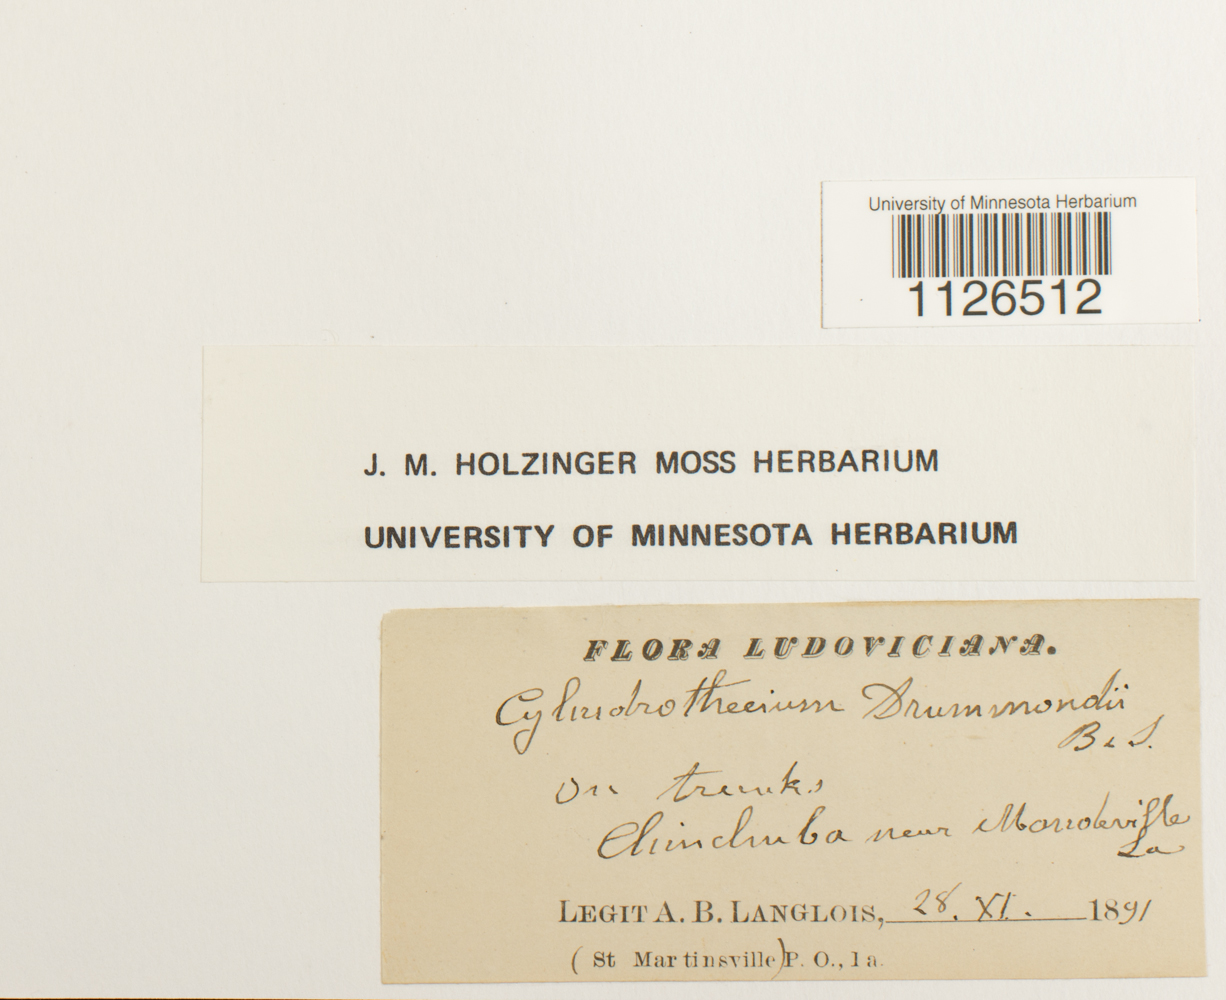 University of Minnesota Herbarium
1126512
J. M. HOLZINGER MOSS HERBARIUM
UNIVERSITY OF MINNESOTA HERBARIUM
FLORA LUDOVICIANA.
Cylindrothecium Drummondii
B & S.
On trunks
Chinchuba near Mandeville
La
LEGIT A. B. LANGLOIS, 28. XI. 1891
( St Martinsville) P. O., la.